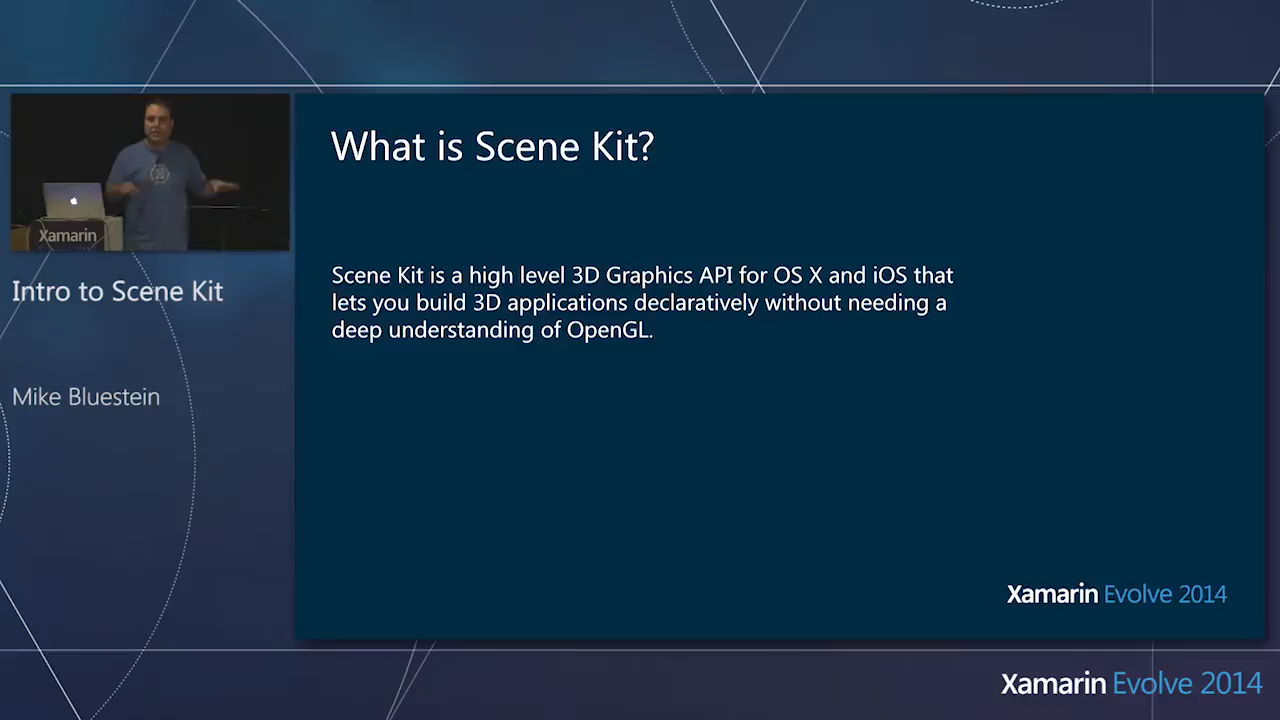 What is Scene Kit?
Xamarin
Intro to Scene Kit
Scene Kit is a high level 3D Graphics API for OS X and iOS that
lets you build 3D applications declaratively without needing a
deep understanding of OpenGL.
Mike Bluestein
Xamarin Evolve 2014
Xamarin Evolve 2014